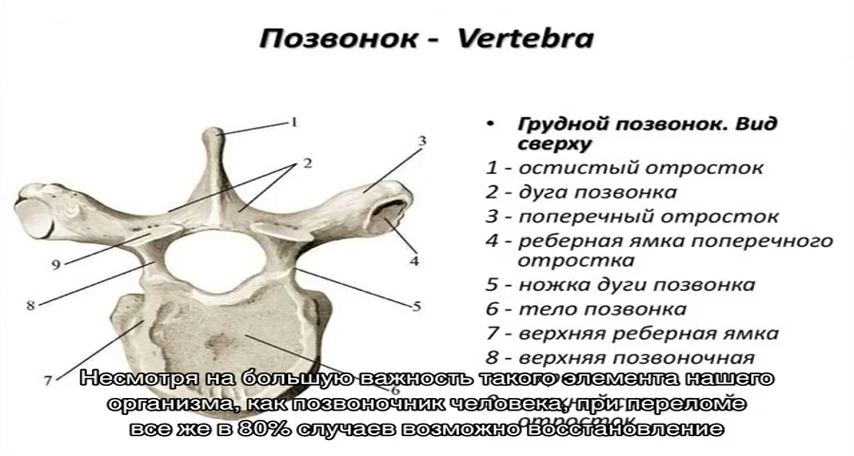 Позвонок - Vertebra
• Грудной позвонок. Вид
сверху
1 - остистый отросток
2 - дуга позвонка
3 - поперечный отросток
4 - реберная ямка поперечного
отростка
5 - ножка дуги позвонка
6 - тело позвонка
7 - верхняя реберная ямка
8 - верхняя позвоночная
отросток
1
2
3
4
5
6
7
8
9
Несмотря на большую важность такого элемента нашего
организма, как позвоночник человека, при переломе
все же в 80% случаев возможно восстановление